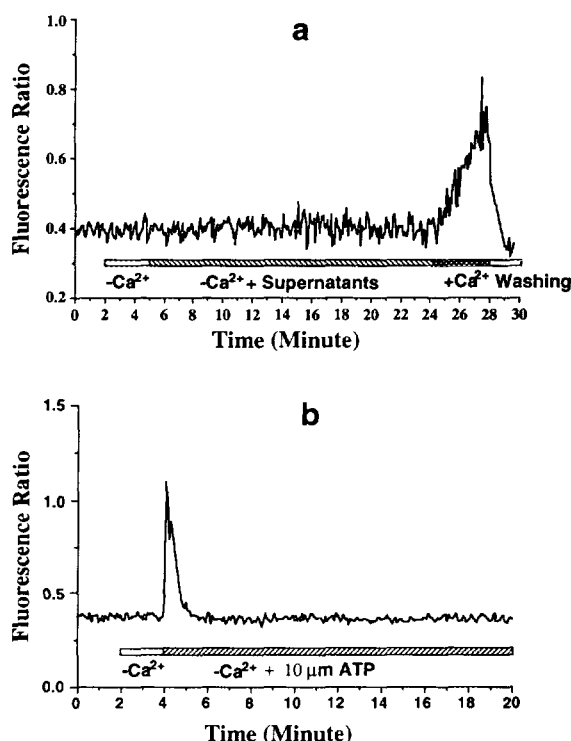 a
Fluorescence Ratio
1.0
0.8
0.6
0.4
0.2
-Ca²⁺
-Ca²⁺ + Supernatants
+Ca²⁺ Washing
0 2 4 6 8 10 12 14 16 18 20 22 24 26 28 30
Time (Minute)
b
Fluorescence Ratio
1.5
1.0
0.5
0.0
-Ca²⁺
-Ca²⁺ + 10 μm ATP
0 2 4 6 8 10 12 14 16 18 20
Time (Minute)